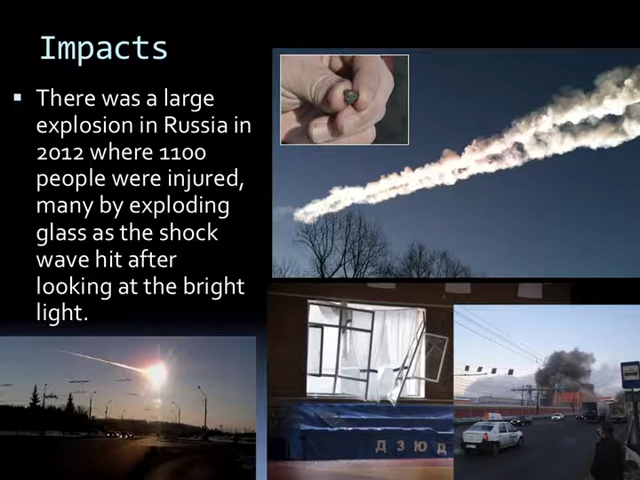 Impacts
There was a large
explosion in Russia in
2012 where 1100
people were injured,
many by exploding
glass as the shock
wave hit after
looking at the bright
light.
ДЗЮД